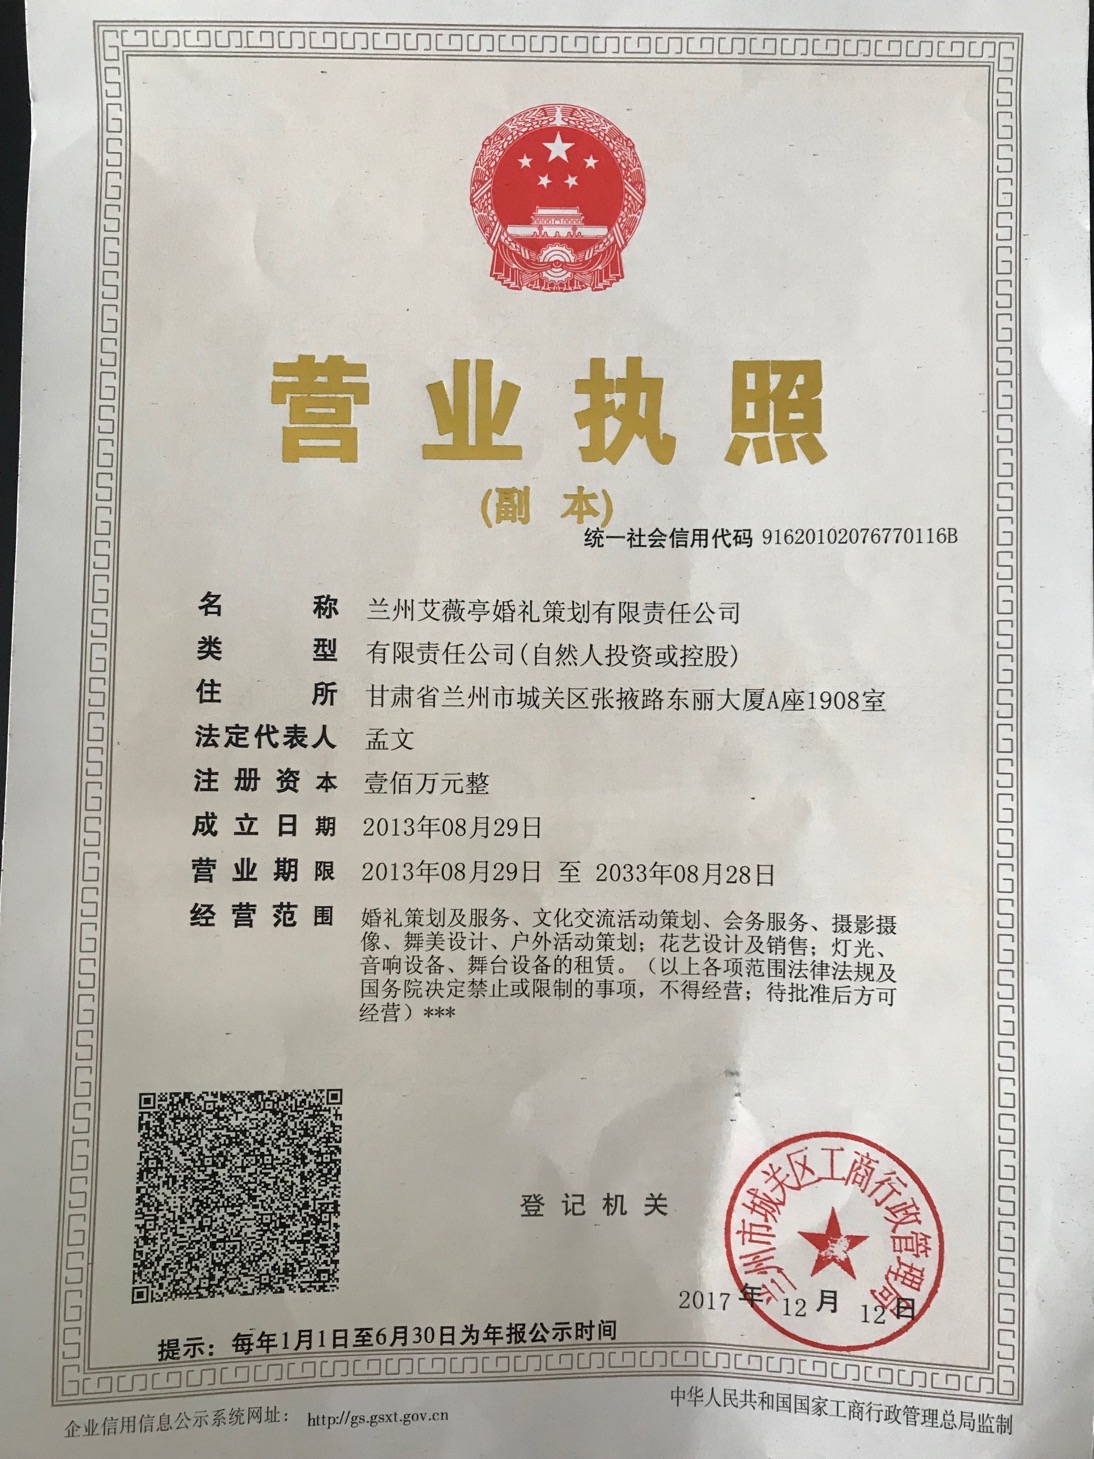 营业执照
(副 本)
统一社会信用代码 91620102076770116B
名 称 兰州艾薇亭婚礼策划有限责任公司
类 型 有限责任公司(自然人投资或控股)
住 所 甘肃省兰州市城关区张掖路东丽大厦A座1908室
法定代表人 孟文
注册资本 壹佰万元整
成立日期 2013年08月29日
营业期限 2013年08月29日 至 2033年08月28日
经营范围 婚礼策划及服务、文化交流活动策划、会务服务、摄影摄
像、舞美设计、户外活动策划；花艺设计及销售；灯光、
音响设备、舞台设备的租赁。（以上各项范围法律法规及
国务院决定禁止或限制的事项，不得经营；待批准后方可
经营）***
登记机关
兰州市城关区工商行政管理局
2017 年 12 月 12 日
提示：每年1月1日至6月30日为年报公示时间
企业信用信息公示系统网址： http://gs.gsxt.gov.cn
中华人民共和国国家工商行政管理总局监制